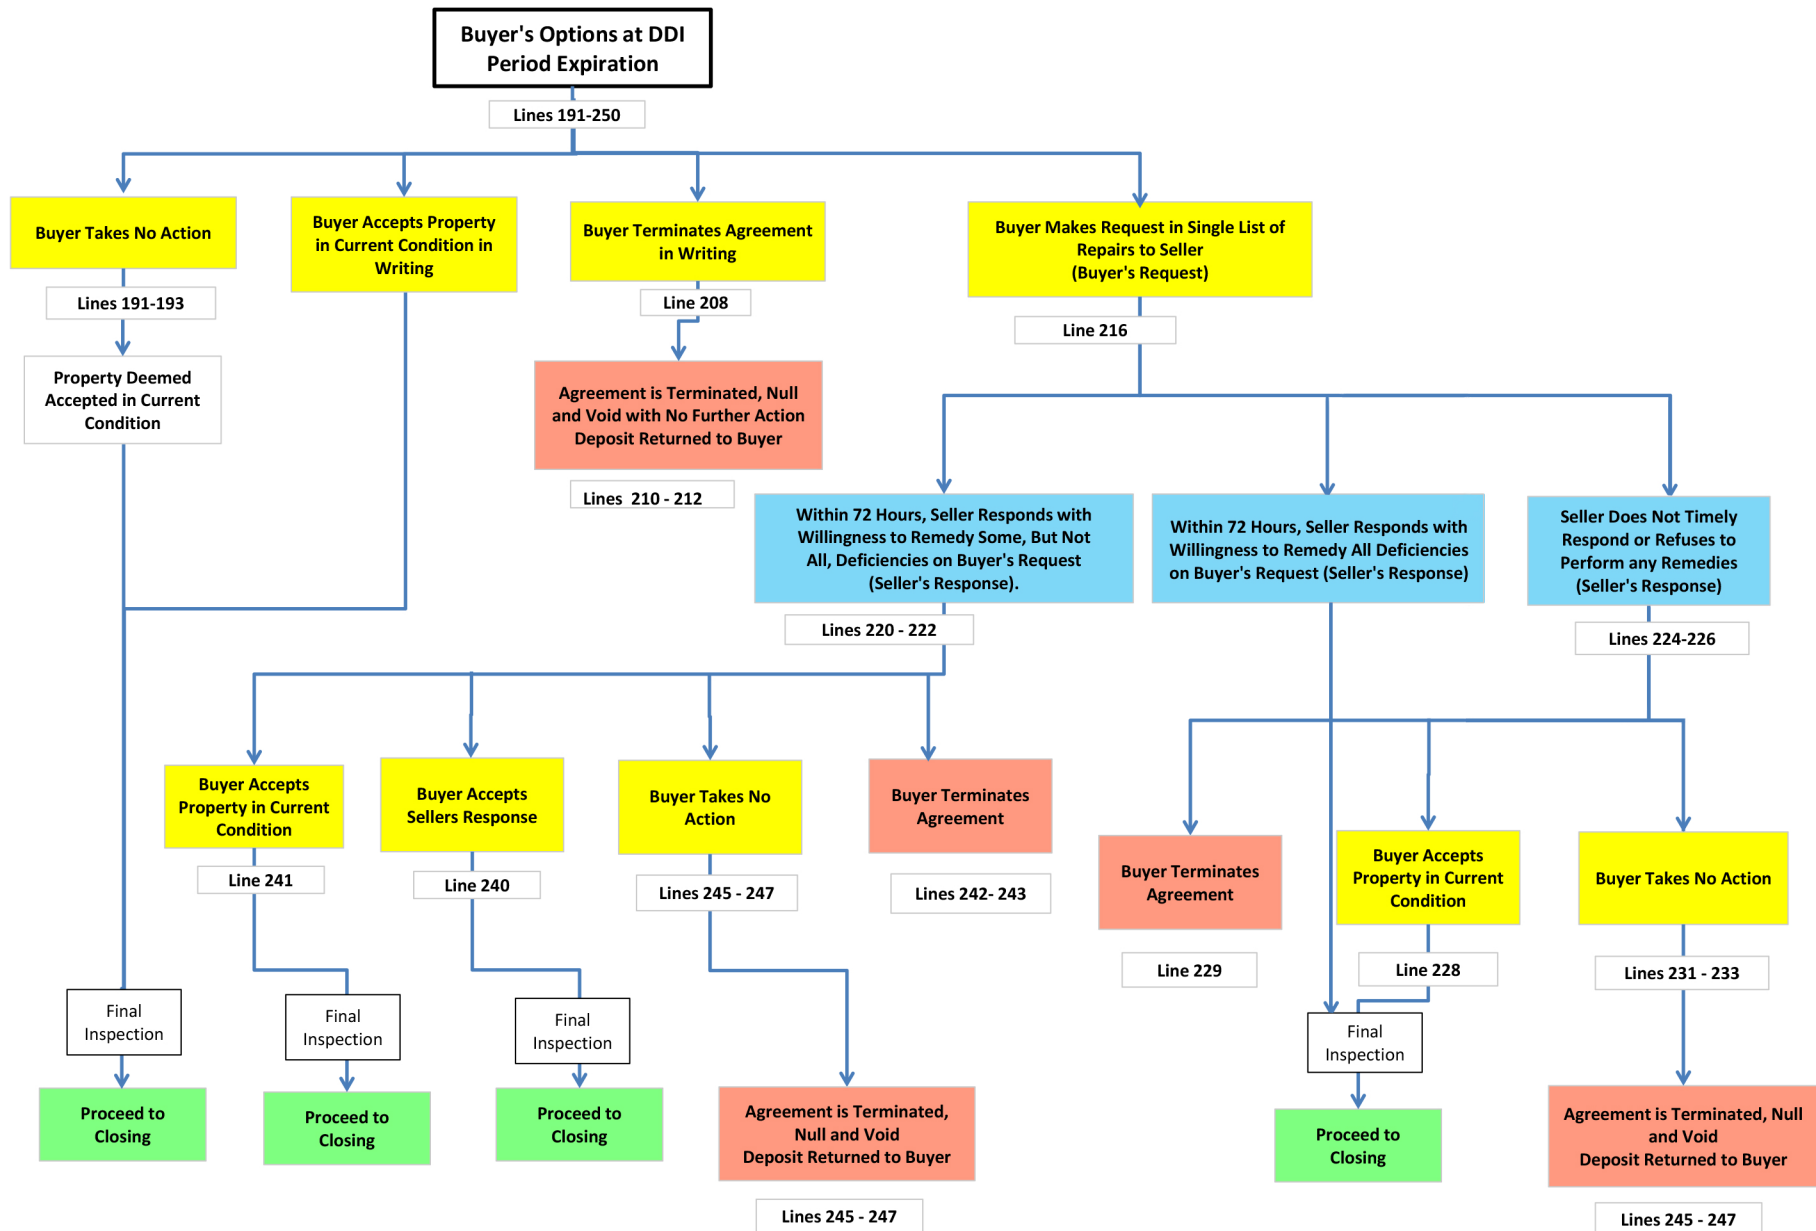 Buyer's Options at DDI
Period Expiration
Lines 191-250
Buyer Takes No Action
Buyer Accepts Property
in Current Condition in
Writing
Buyer Terminates Agreement
in Writing
Buyer Makes Request in Single List of
Repairs to Seller
(Buyer's Request)
Lines 191-193
Line 208
Line 216
Property Deemed
Accepted in Current
Condition
Agreement is Terminated, Null
and Void with No Further Action
Deposit Returned to Buyer
Lines 210 - 212
Within 72 Hours, Seller Responds with
Willingness to Remedy Some, But Not
All, Deficiencies on Buyer's Request
(Seller's Response).
Within 72 Hours, Seller Responds with
Willingness to Remedy All Deficiencies
on Buyer's Request (Seller's Response)
Seller Does Not Timely
Respond or Refuses to
Perform any Remedies
(Seller's Response)
Lines 220 - 222
Lines 224-226
Buyer Accepts
Property in Current
Condition
Buyer Accepts
Sellers Response
Buyer Takes No
Action
Buyer Terminates
Agreement
Buyer Terminates
Agreement
Buyer Accepts
Property in Current
Condition
Buyer Takes No Action
Line 241
Line 240
Lines 245 - 247
Lines 242- 243
Line 229
Line 228
Lines 231 - 233
Final
Inspection
Final
Inspection
Final
Inspection
Final
Inspection
Proceed to
Closing
Proceed to
Closing
Proceed to
Closing
Agreement is Terminated,
Null and Void
Deposit Returned to Buyer
Proceed to
Closing
Agreement is Terminated, Null
and Void
Deposit Returned to Buyer
Lines 245 - 247
Lines 245 - 247